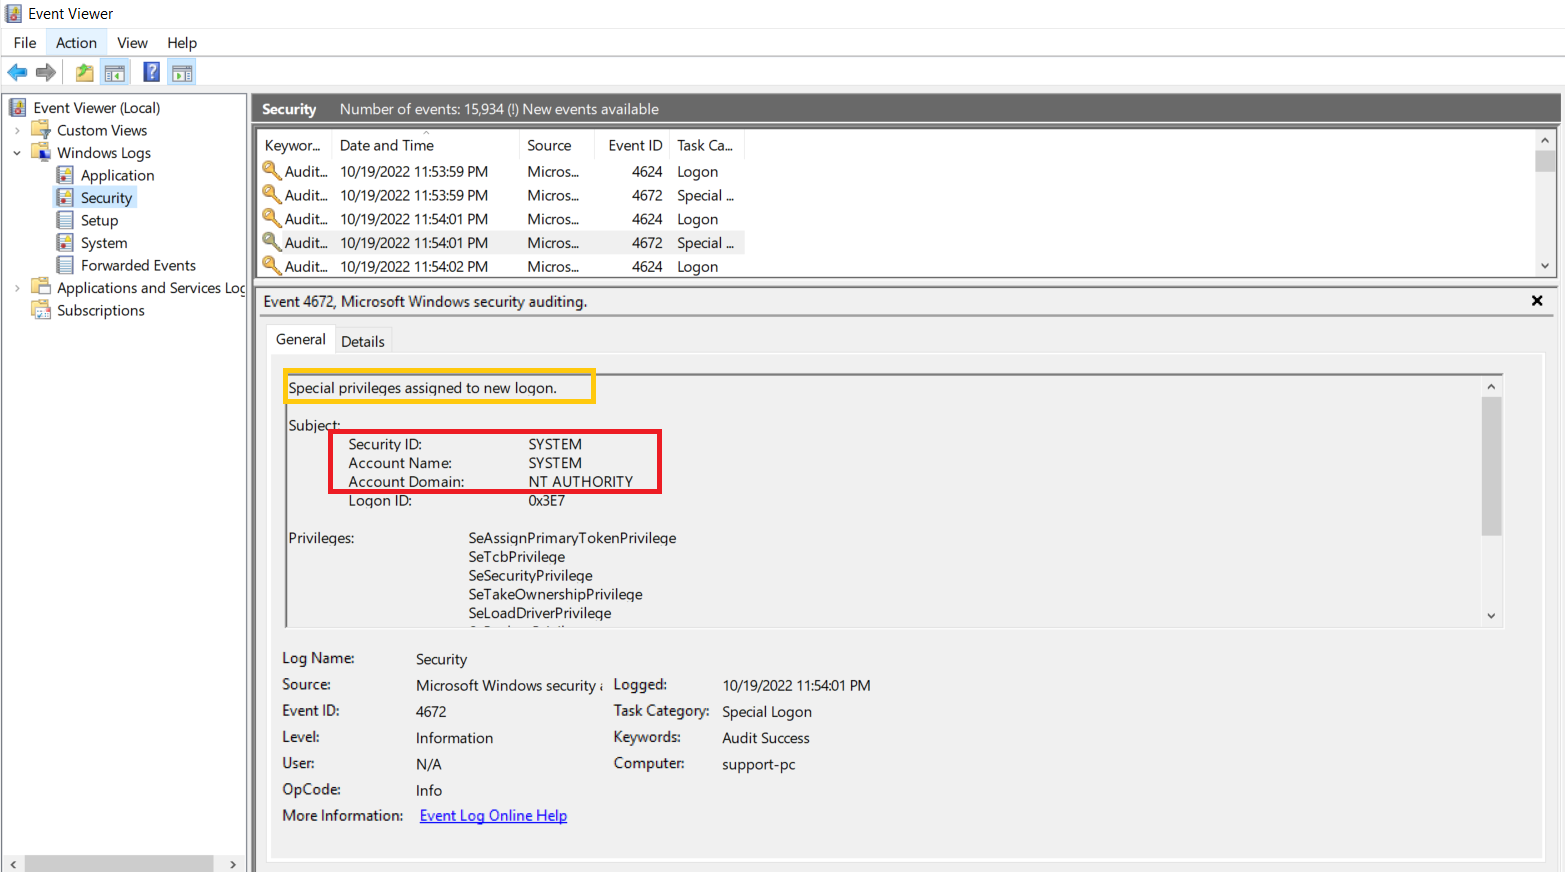 Event Viewer
File Action View Help
Event Viewer (Local)
Custom Views
Windows Logs
Application
Security
Setup
System
Forwarded Events
Applications and Services Log
Subscriptions
Security Number of events: 15,934 (!) New events available
Keywor... Date and Time Source Event ID Task Ca...
Audit... 10/19/2022 11:53:59 PM Micros... 4624 Logon
Audit... 10/19/2022 11:53:59 PM Micros... 4672 Special ...
Audit... 10/19/2022 11:54:01 PM Micros... 4624 Logon
Audit... 10/19/2022 11:54:01 PM Micros... 4672 Special ...
Audit... 10/19/2022 11:54:02 PM Micros... 4624 Logon
Event 4672, Microsoft Windows security auditing.
General Details
Special privileges assigned to new logon.
Subject:
Security ID: SYSTEM
Account Name: SYSTEM
Account Domain: NT AUTHORITY
Logon ID: 0x3E7
Privileges: SeAssignPrimaryTokenPrivilege
SeTcbPrivilege
SeSecurityPrivilege
SeTakeOwnershipPrivilege
SeLoadDriverPrivilege
Log Name: Security
Source: Microsoft Windows security Logged: 10/19/2022 11:54:01 PM
Event ID: 4672 Task Category: Special Logon
Level: Information Keywords: Audit Success
User: N/A Computer: support-pc
OpCode: Info
More Information: Event Log Online Help